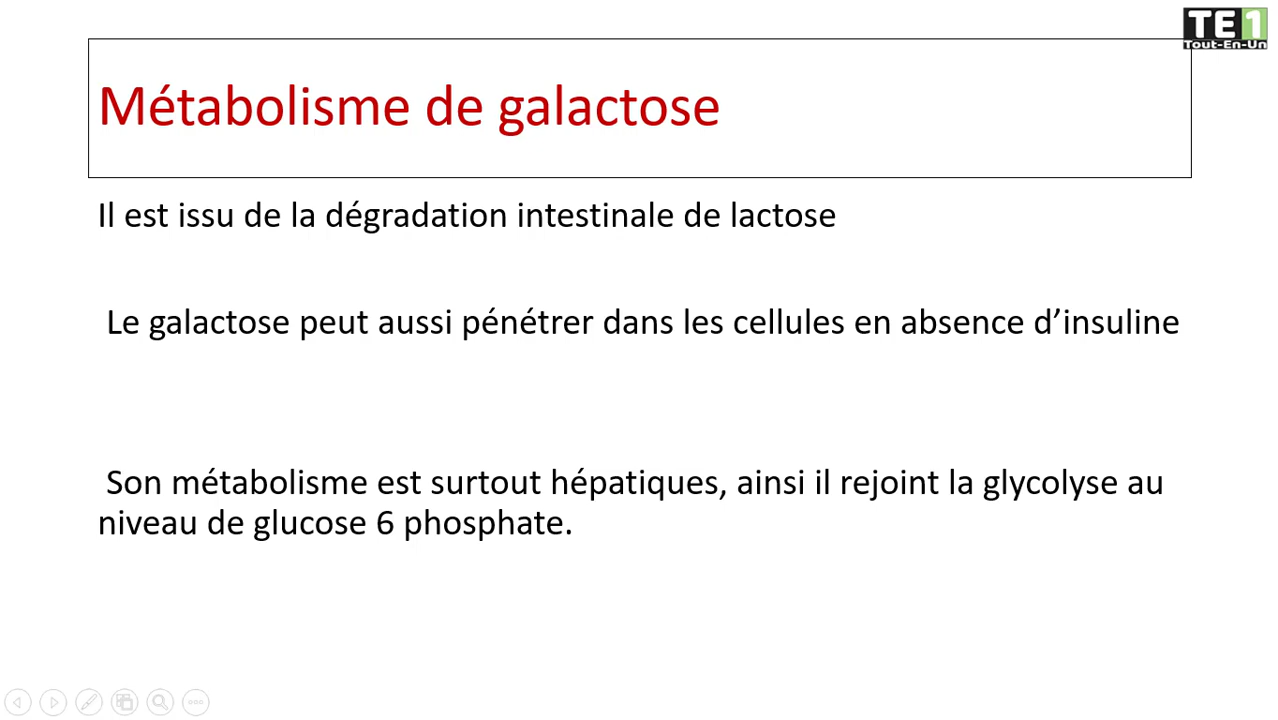 TE1
Tout-En-Un
Métabolisme de galactose
Il est issu de la dégradation intestinale de lactose
Le galactose peut aussi pénétrer dans les cellules en absence d’insuline
Son métabolisme est surtout hépatiques, ainsi il rejoint la glycolyse au
niveau de glucose 6 phosphate.